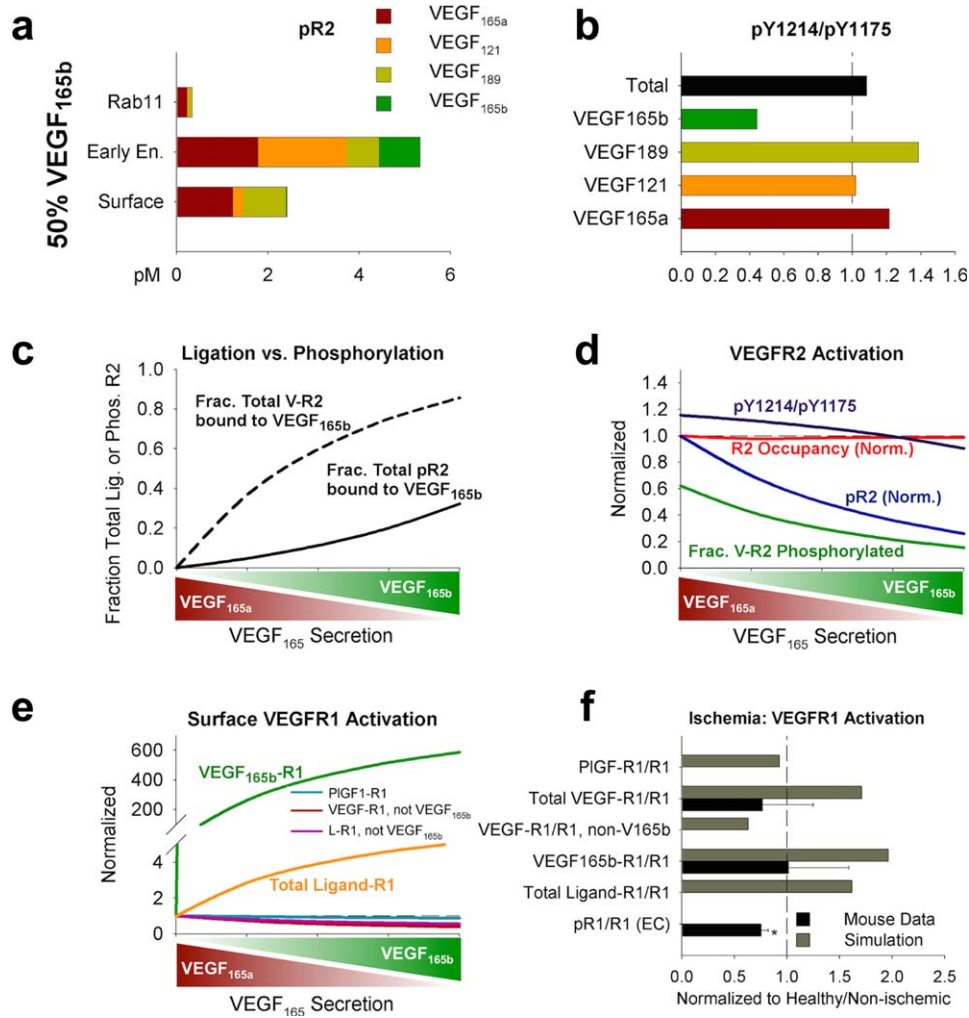 a
pR2
VEGF165a
VEGF121
VEGF189
VEGF165b
50% VEGF165b
Rab11
Early En.
Surface
pM
0 2 4 6
b
pY1214/pY1175
Total
VEGF165b
VEGF189
VEGF121
VEGF165a
0.0 0.2 0.4 0.6 0.8 1.0 1.2 1.4 1.6
c
Ligation vs. Phosphorylation
Fraction Total Lig. or Phos. R2
1.0
0.8
0.6
0.4
0.2
0.0
Frac. Total V-R2
bound to VEGF165b
Frac. Total pR2
bound to VEGF165b
VEGF165a
VEGF165b
VEGF165 Secretion
d
VEGFR2 Activation
Normalized
1.4
1.2
1.0
0.8
0.6
0.4
0.2
0.0
pY1214/pY1175
R2 Occupancy (Norm.)
pR2 (Norm.)
Frac. V-R2 Phosphorylated
VEGF165a
VEGF165b
VEGF165 Secretion
e
Surface VEGFR1 Activation
Normalized
600
400
200
4
2
0
VEGF165b-R1
PlGF1-R1
VEGF-R1, not VEGF165b
L-R1, not VEGF165b
Total Ligand-R1
VEGF165a
VEGF165b
VEGF165 Secretion
f
Ischemia: VEGFR1 Activation
PlGF-R1/R1
Total VEGF-R1/R1
VEGF-R1/R1, non-V165b
VEGF165b-R1/R1
Total Ligand-R1/R1
pR1/R1 (EC)
*
Mouse Data
Simulation
0.0 0.5 1.0 1.5 2.0 2.5
Normalized to Healthy/Non-ischemic